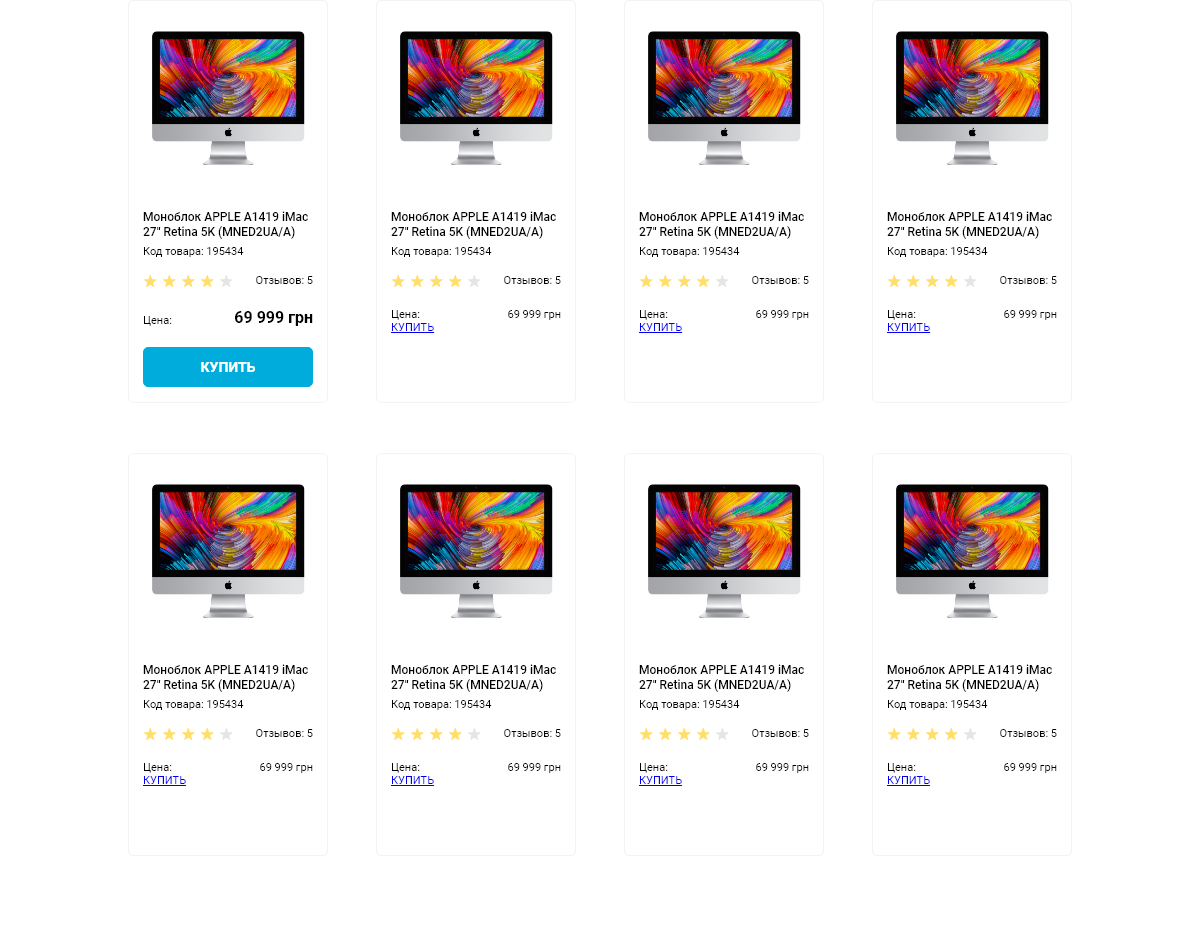 Моноблок APPLE A1419 iMac
27" Retina 5K (MNED2UA/A)
Код товара: 195434
Отзывов: 5
Цена: 69 999 грн
КУПИТЬ
Моноблок APPLE A1419 iMac
27" Retina 5K (MNED2UA/A)
Код товара: 195434
Отзывов: 5
Цена: 69 999 грн
КУПИТЬ
Моноблок APPLE A1419 iMac
27" Retina 5K (MNED2UA/A)
Код товара: 195434
Отзывов: 5
Цена: 69 999 грн
КУПИТЬ
Моноблок APPLE A1419 iMac
27" Retina 5K (MNED2UA/A)
Код товара: 195434
Отзывов: 5
Цена: 69 999 грн
КУПИТЬ
Моноблок APPLE A1419 iMac
27" Retina 5K (MNED2UA/A)
Код товара: 195434
Отзывов: 5
Цена: 69 999 грн
КУПИТЬ
Моноблок APPLE A1419 iMac
27" Retina 5K (MNED2UA/A)
Код товара: 195434
Отзывов: 5
Цена: 69 999 грн
КУПИТЬ
Моноблок APPLE A1419 iMac
27" Retina 5K (MNED2UA/A)
Код товара: 195434
Отзывов: 5
Цена: 69 999 грн
КУПИТЬ
Моноблок APPLE A1419 iMac
27" Retina 5K (MNED2UA/A)
Код товара: 195434
Отзывов: 5
Цена: 69 999 грн
КУПИТЬ